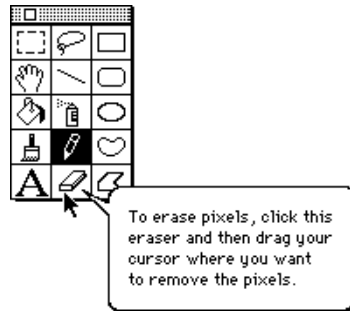 A
To erase pixels, click this
eraser and then drag your
cursor where you want
to remove the pixels.